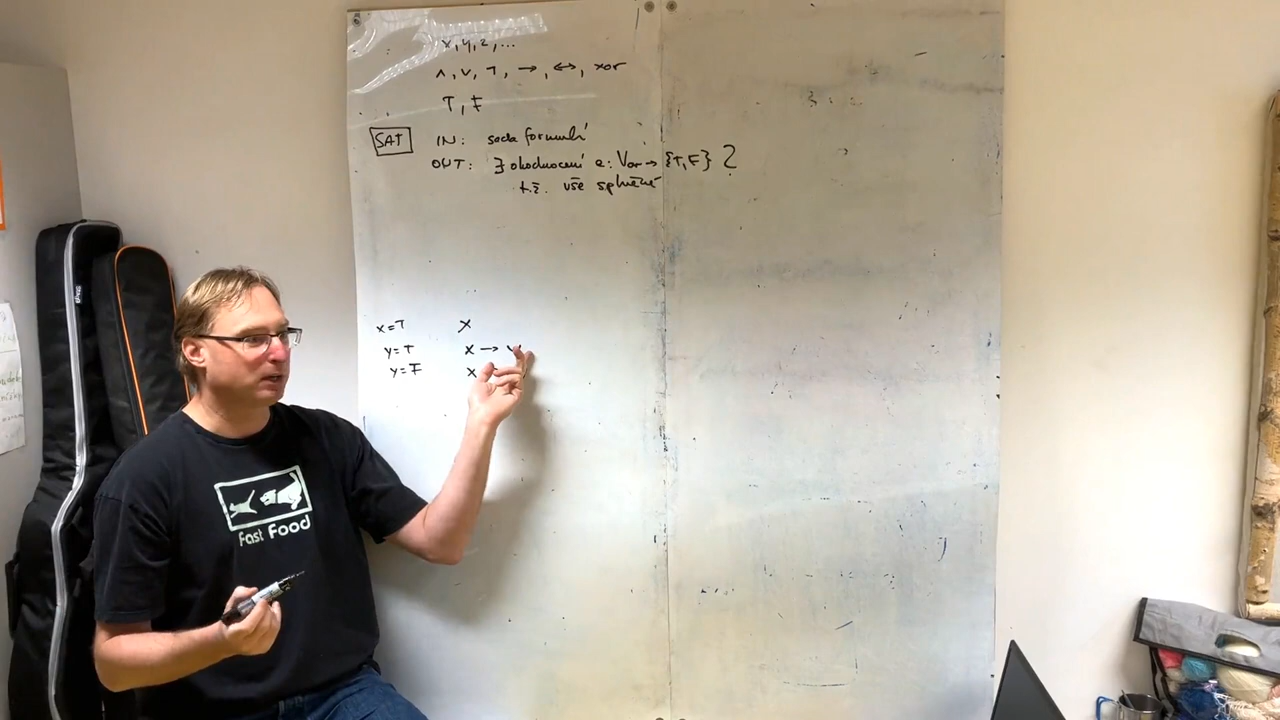 x, y, z, ...
∧, ∨, ¬, →, ↔, xor
T, F
SAT IN: sada formulí
OUT: ∃ ohodnocení e: Var → {T, F} ?
t.ž. vše splněné
x=T x
y=T x →
y=F x
Fast Food